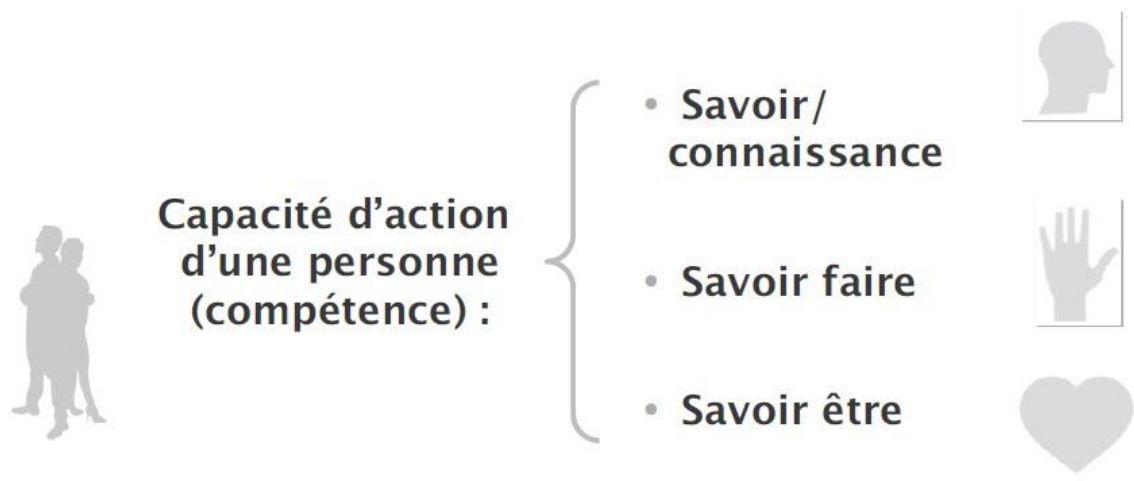 Capacité d’action
d’une personne
(compétence) :
• Savoir/
connaissance
• Savoir faire
• Savoir être